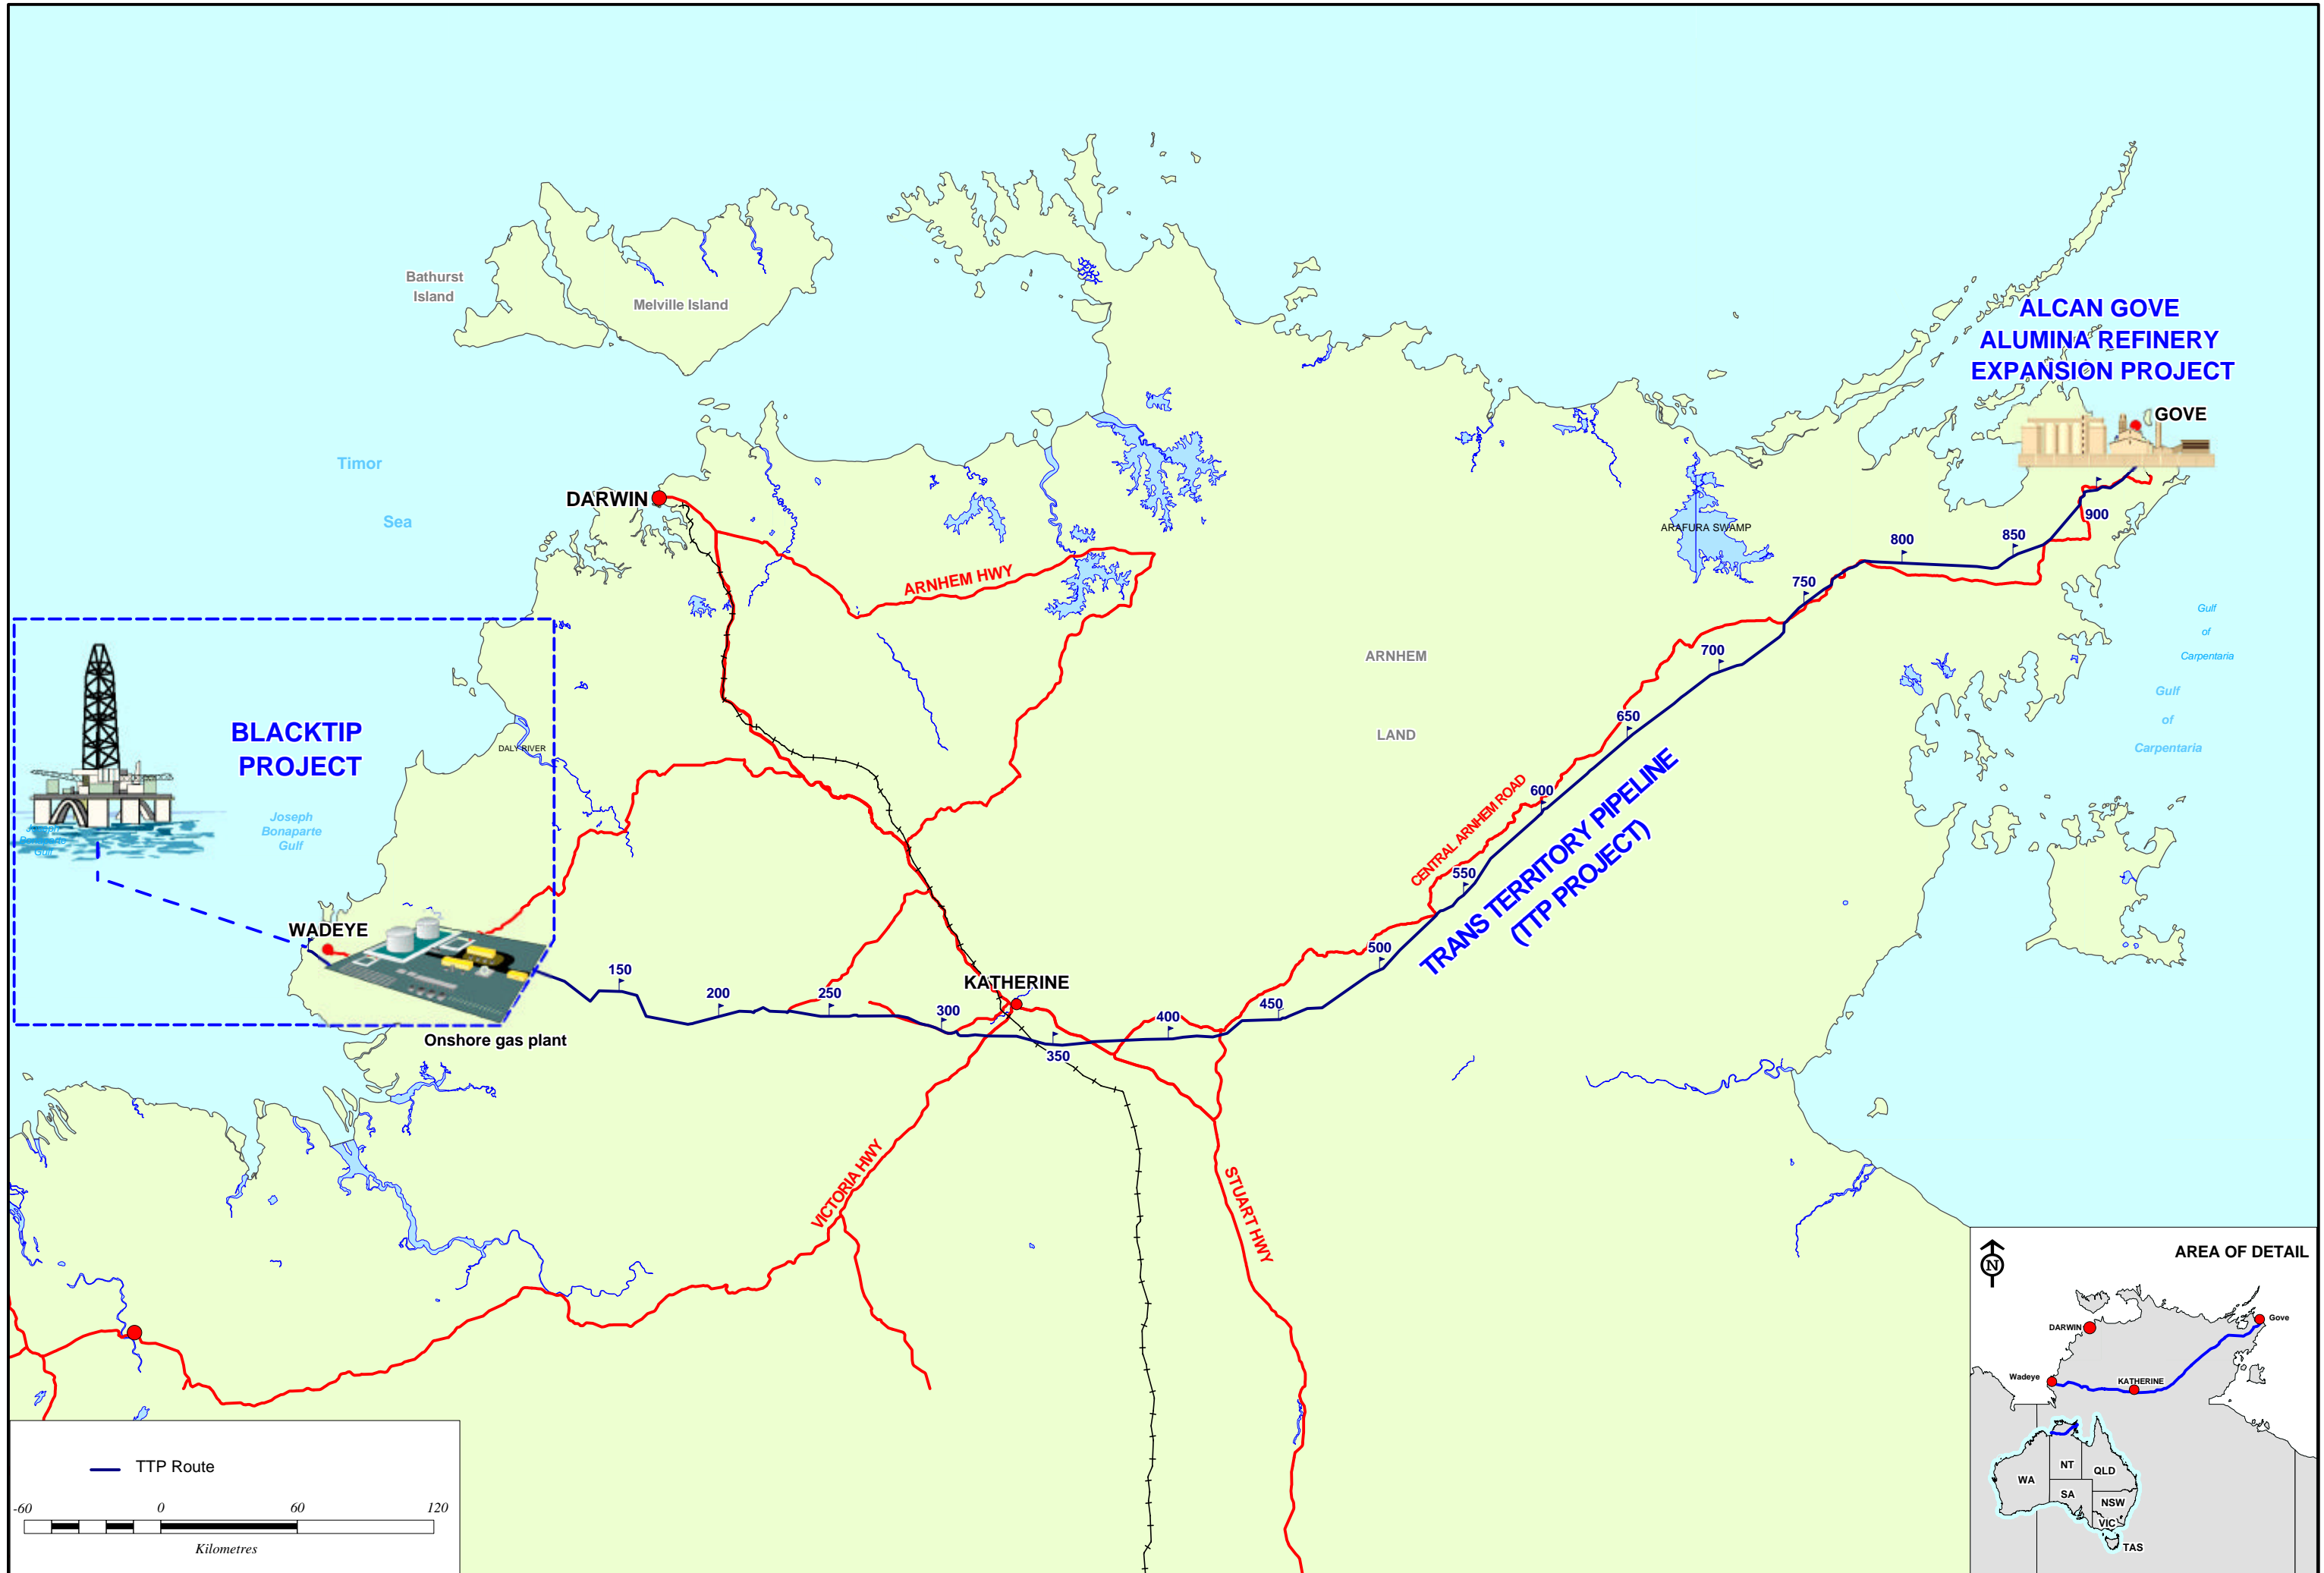 Bathurst
Island
Melville Island
Timor
Sea
DARWIN
ARNHEM HWY
ALCAN GOVE
ALUMINA REFINERY
EXPANSION PROJECT
GOVE
ARAFURA SWAMP
ARNHEM
LAND
Gulf
of
Carpentaria
Gulf
of
Carpentaria
BLACKTIP
PROJECT
DALY RIVER
Joseph
Bonaparte
Gulf
Joseph
Bonaparte
Gulf
WADEYE
Onshore gas plant
KATHERINE
150
200
250
300
350
400
450
500
550
600
650
700
750
800
850
900
CENTRAL ARNHEM ROAD
TRANS TERRITORY PIPELINE
(TTP PROJECT)
VICTORIA HWY
STUART HWY
TTP Route
-60 0 60 120
Kilometres
N
AREA OF DETAIL
DARWIN
Gove
Wadeye
KATHERINE
WA
NT
QLD
SA
NSW
VIC
TAS